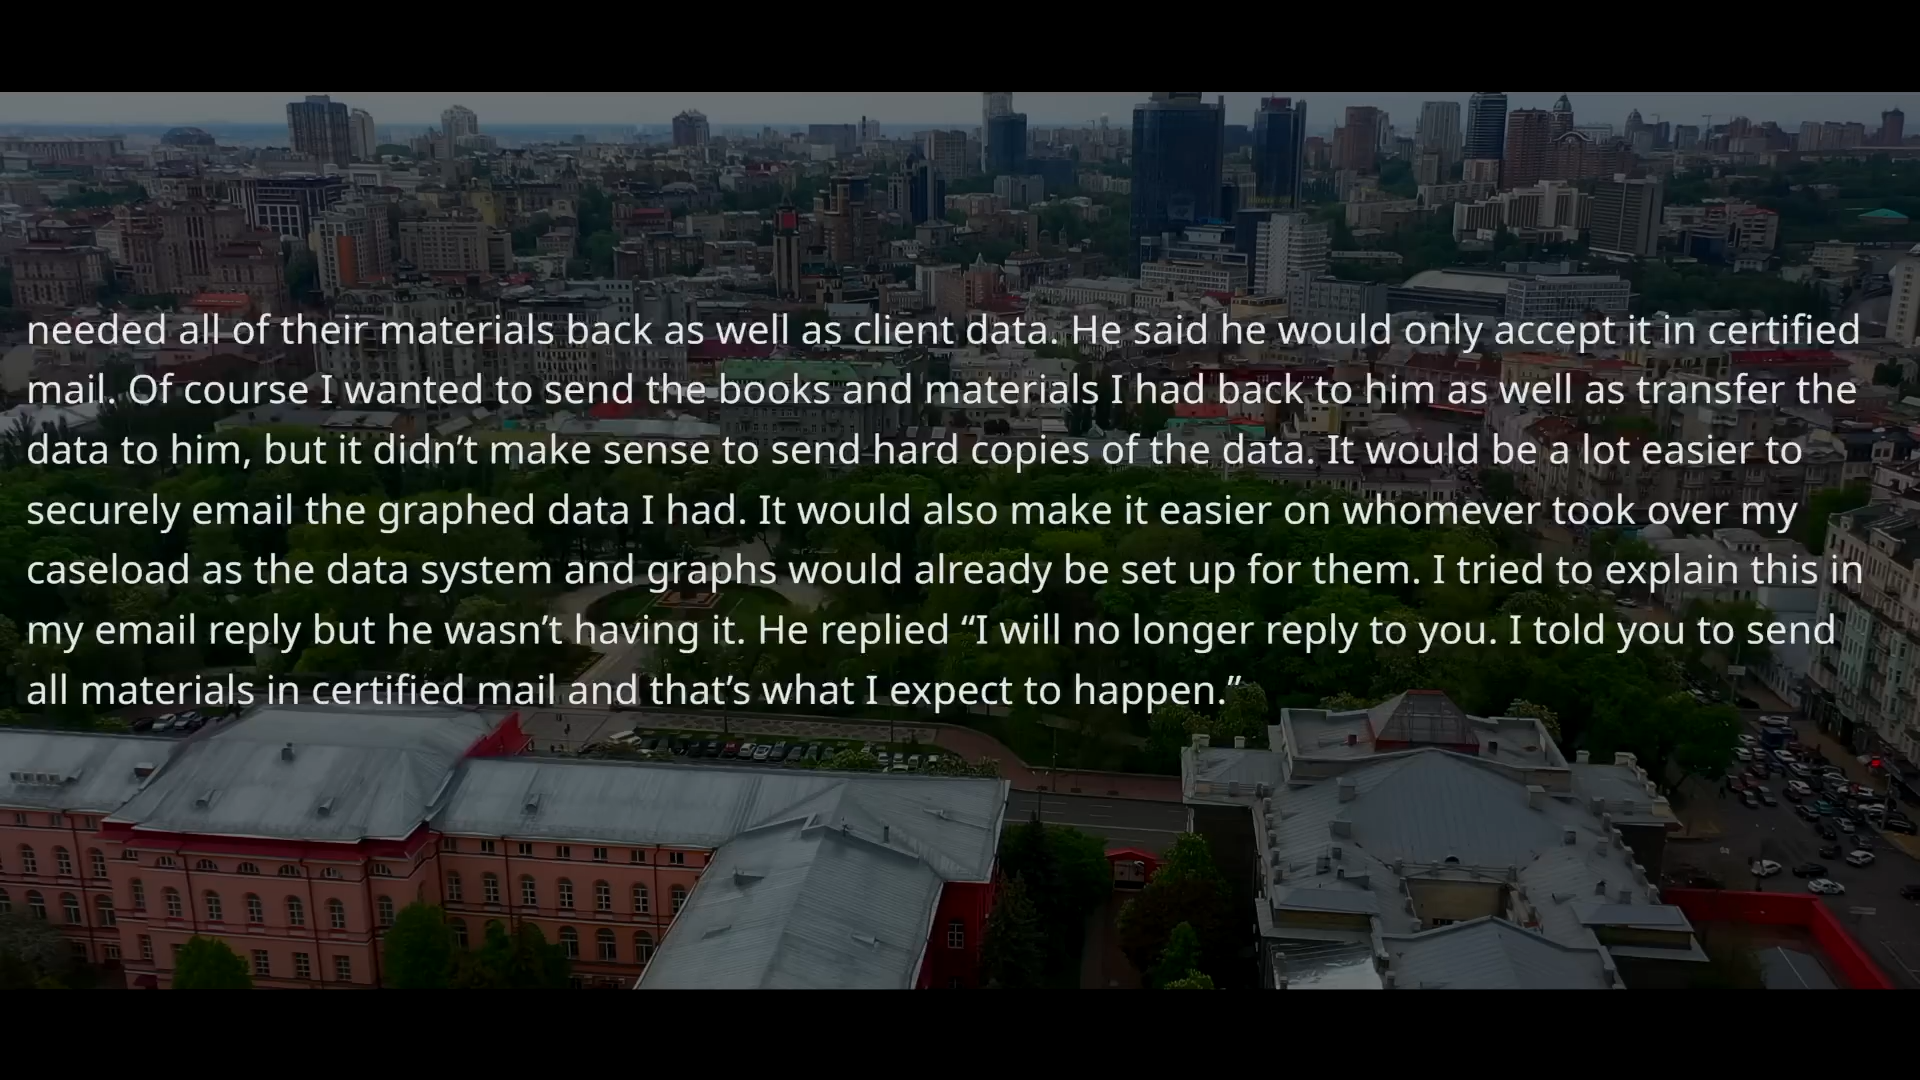 needed all of their materials back as well as client data. He said he would only accept it in certified
mail. Of course I wanted to send the books and materials I had back to him as well as transfer the
data to him, but it didn’t make sense to send hard copies of the data. It would be a lot easier to
securely email the graphed data I had. It would also make it easier on whomever took over my
caseload as the data system and graphs would already be set up for them. I tried to explain this in
my email reply but he wasn’t having it. He replied “I will no longer reply to you. I told you to send
all materials in certified mail and that’s what I expect to happen.”